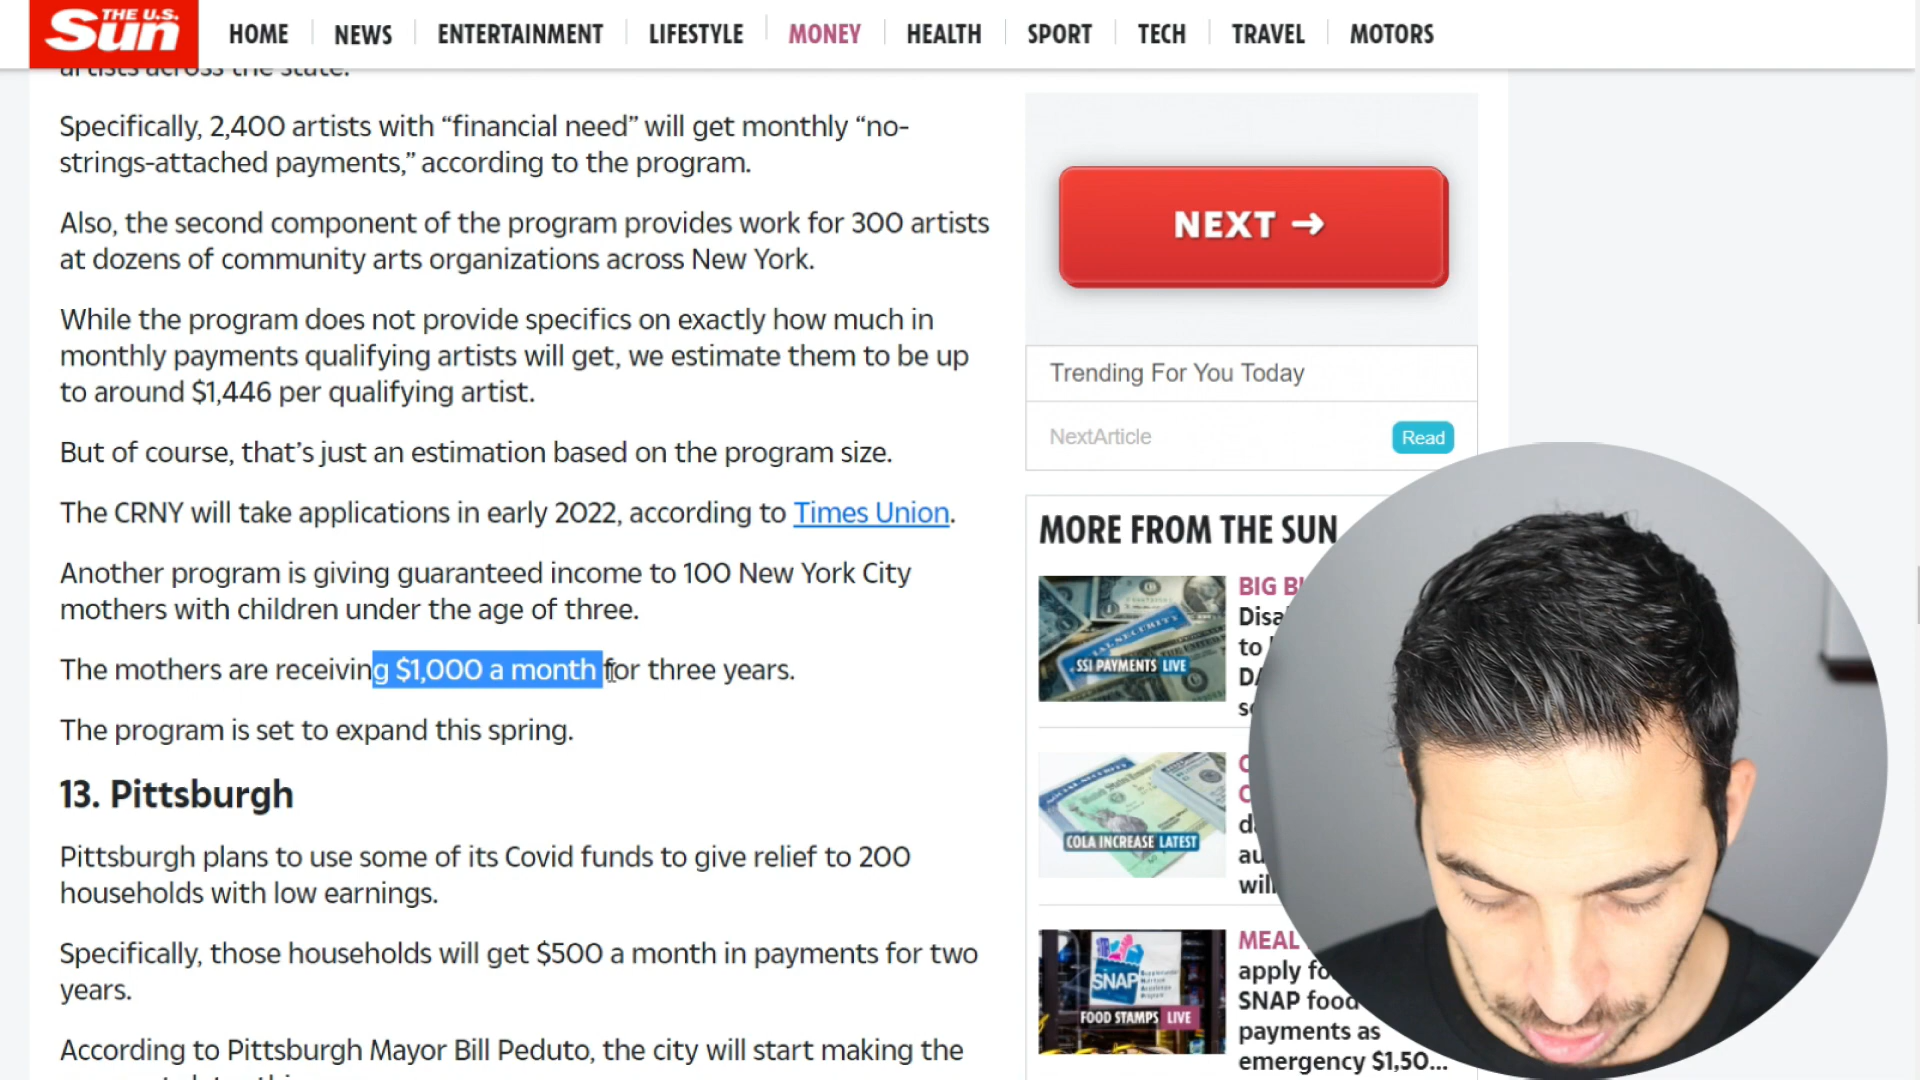 THE U.S.
Sun
HOME NEWS ENTERTAINMENT LIFESTYLE MONEY HEALTH SPORT TECH TRAVEL MOTORS
artists across the state.
Specifically, 2,400 artists with “financial need” will get monthly “no-
strings-attached payments,” according to the program.
Also, the second component of the program provides work for 300 artists
at dozens of community arts organizations across New York.
While the program does not provide specifics on exactly how much in
monthly payments qualifying artists will get, we estimate them to be up
to around $1,446 per qualifying artist.
But of course, that’s just an estimation based on the program size.
The CRNY will take applications in early 2022, according to Times Union.
Another program is giving guaranteed income to 100 New York City
mothers with children under the age of three.
The mothers are receiving $1,000 a month for three years.
The program is set to expand this spring.
13. Pittsburgh
Pittsburgh plans to use some of its Covid funds to give relief to 200
households with low earnings.
Specifically, those households will get $500 a month in payments for two
years.
According to Pittsburgh Mayor Bill Peduto, the city will start making the
NEXT →
Trending For You Today
NextArticle Read
MORE FROM THE SUN
SOCIAL SECURITY
SSI PAYMENTS LIVE
BIG
to
COLA INCREASE LATEST
SNAP
FOOD STAMPS LIVE
MEAL
apply
SNAP food
payments as
emergency $1,50...